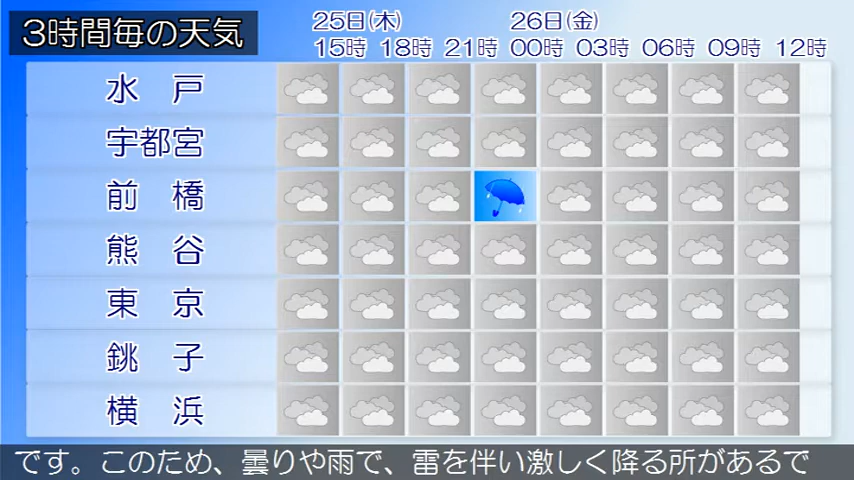 3時間毎の天気
25日(木) 26日(金)
15時 18時 21時 00時 03時 06時 09時 12時
水戸
宇都宮
前橋
熊谷
東京
銚子
横浜
です。このため、曇りや雨で、雷を伴い激しく降る所があるで